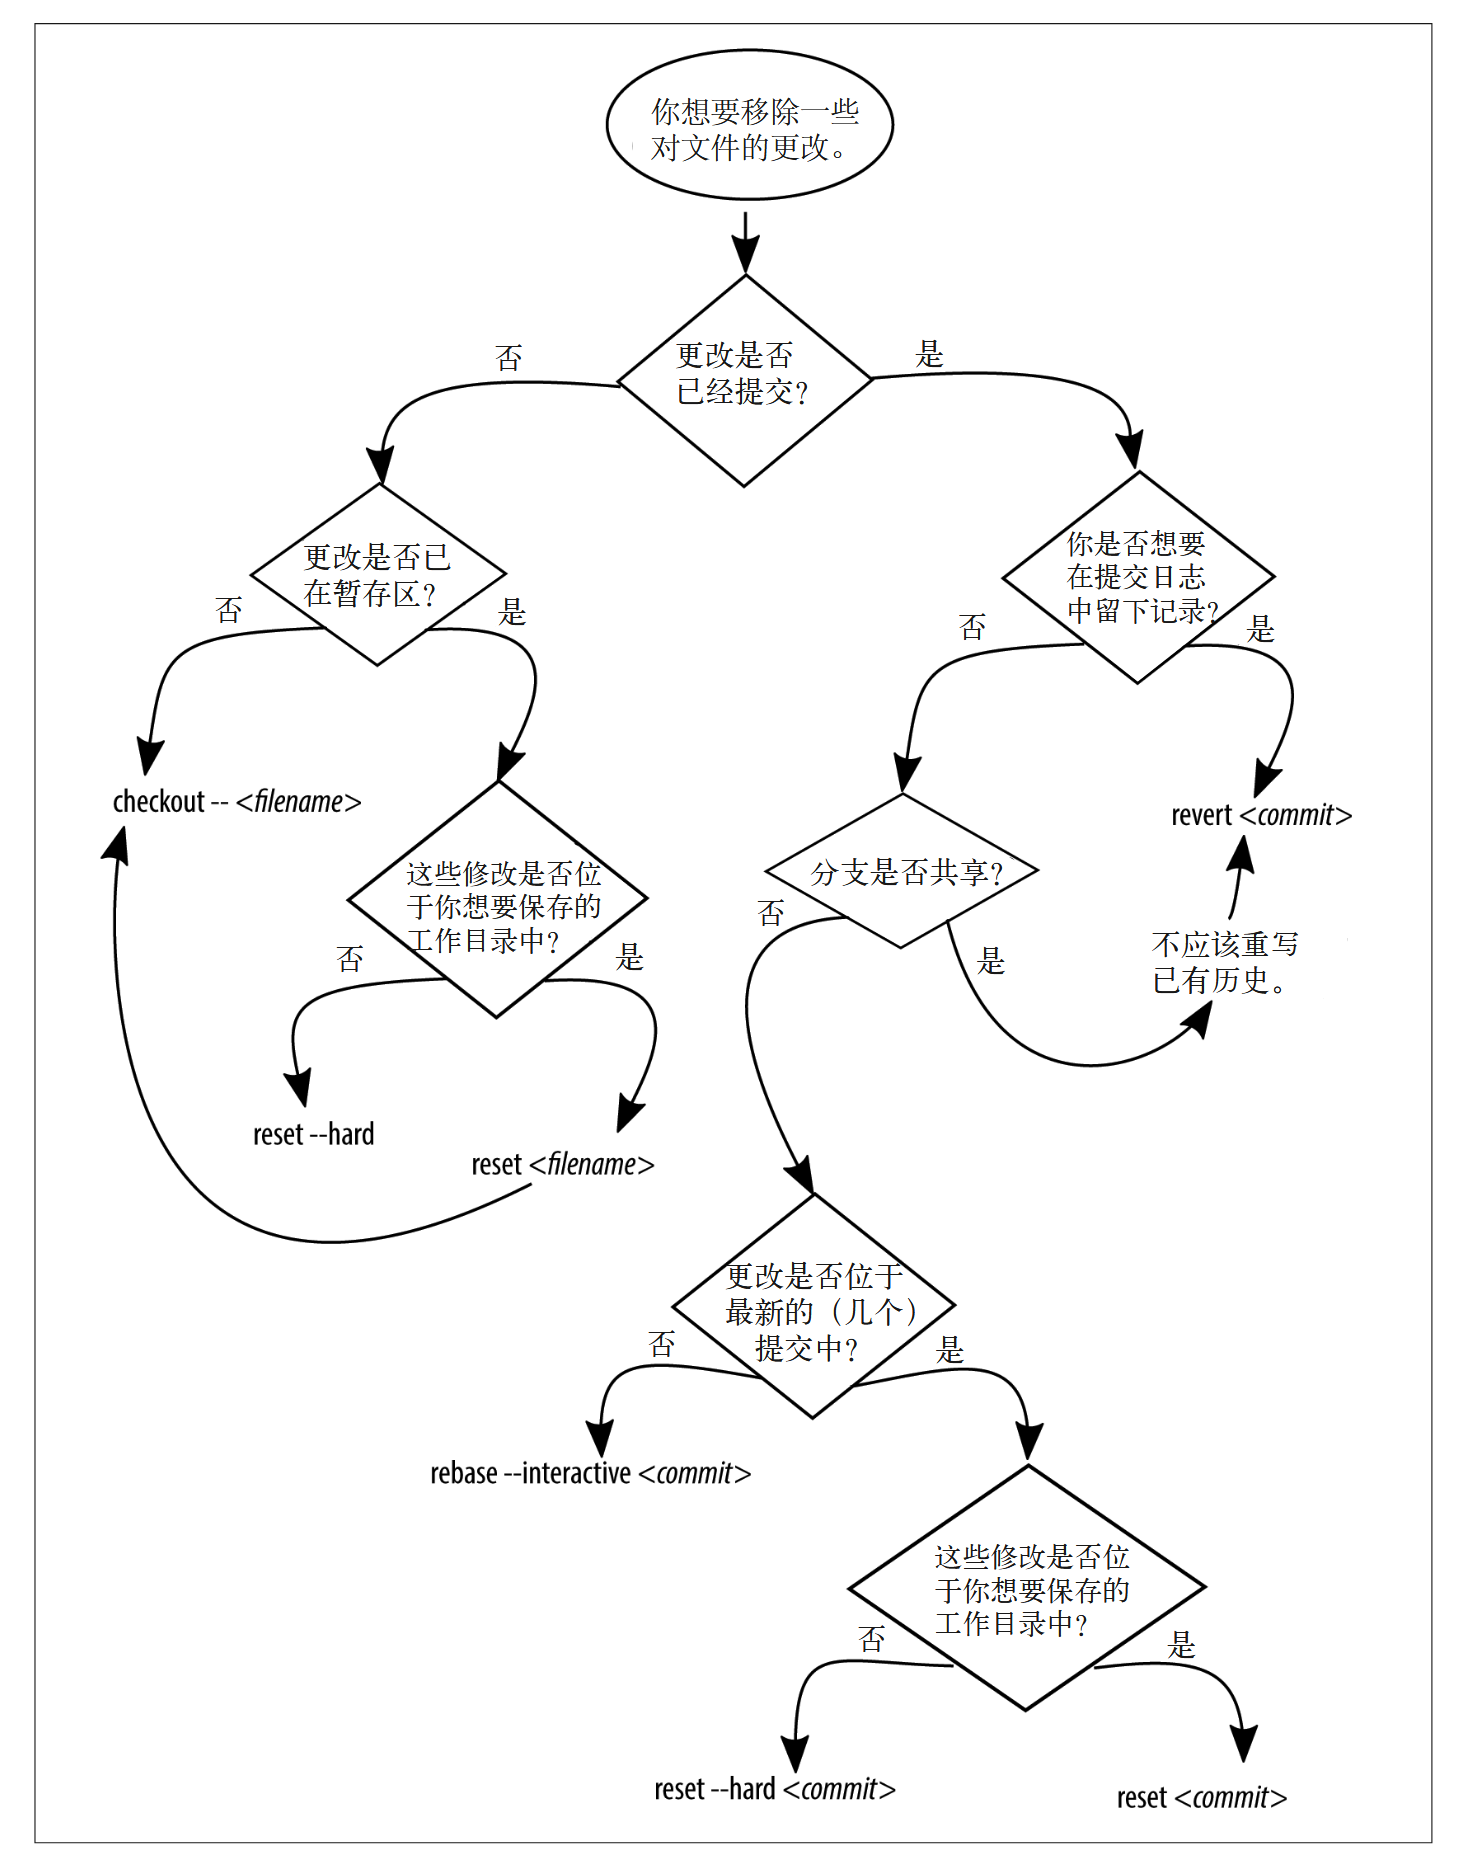 你想要移除一些
对文件的更改。
更改是否
已经提交？
否
是
更改是否已
在暂存区？
否
是
你是否想要
在提交日志
中留下记录？
否
是
checkout -- <filename>
revert <commit>
这些修改是否位
于你想要保存的
工作目录中？
否
是
分支是否共享？
否
是
不应该重写
已有历史。
reset --hard
reset <filename>
更改是否位于
最新的（几个）
提交中？
否
是
rebase --interactive <commit>
这些修改是否位
于你想要保存的
工作目录中？
否
是
reset --hard <commit>
reset <commit>